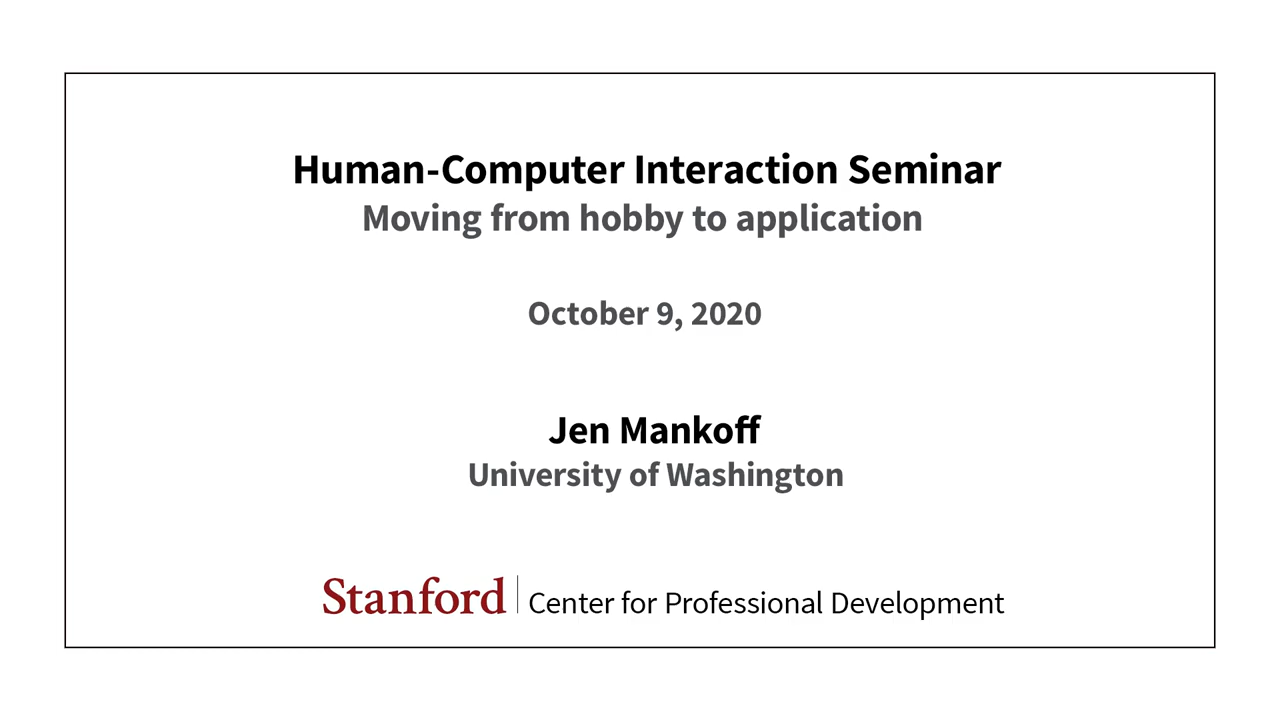 Human-Computer Interaction Seminar
Moving from hobby to application
October 9, 2020
Jen Mankoff
University of Washington
Stanford Center for Professional Development